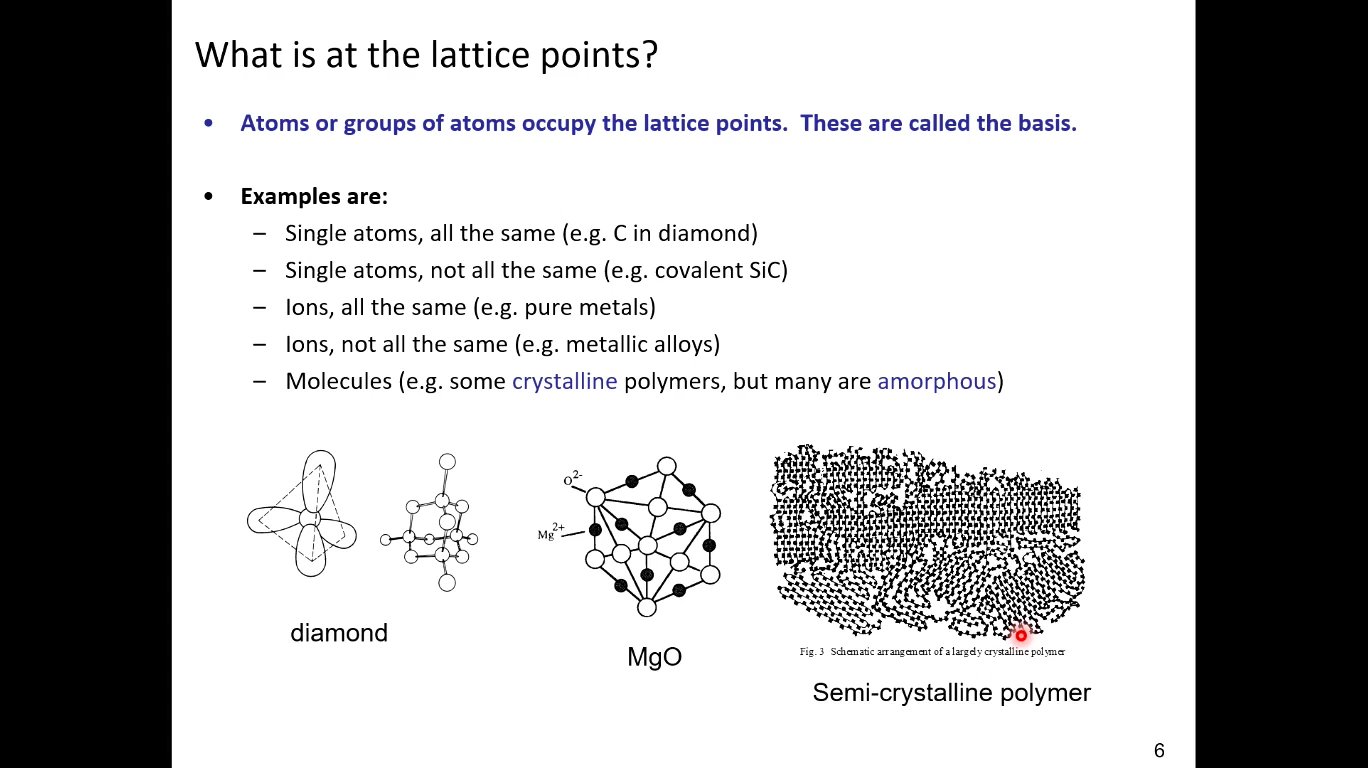 What is at the lattice points?
• Atoms or groups of atoms occupy the lattice points.  These are called the basis.
• Examples are:
– Single atoms, all the same (e.g. C in diamond)
– Single atoms, not all the same (e.g. covalent SiC)
– Ions, all the same (e.g. pure metals)
– Ions, not all the same (e.g. metallic alloys)
– Molecules (e.g. some crystalline polymers, but many are amorphous)
O²⁻
Mg²⁺
diamond
MgO
Fig. 3 Schematic arrangement of a largely crystalline polymer
Semi-crystalline polymer
6